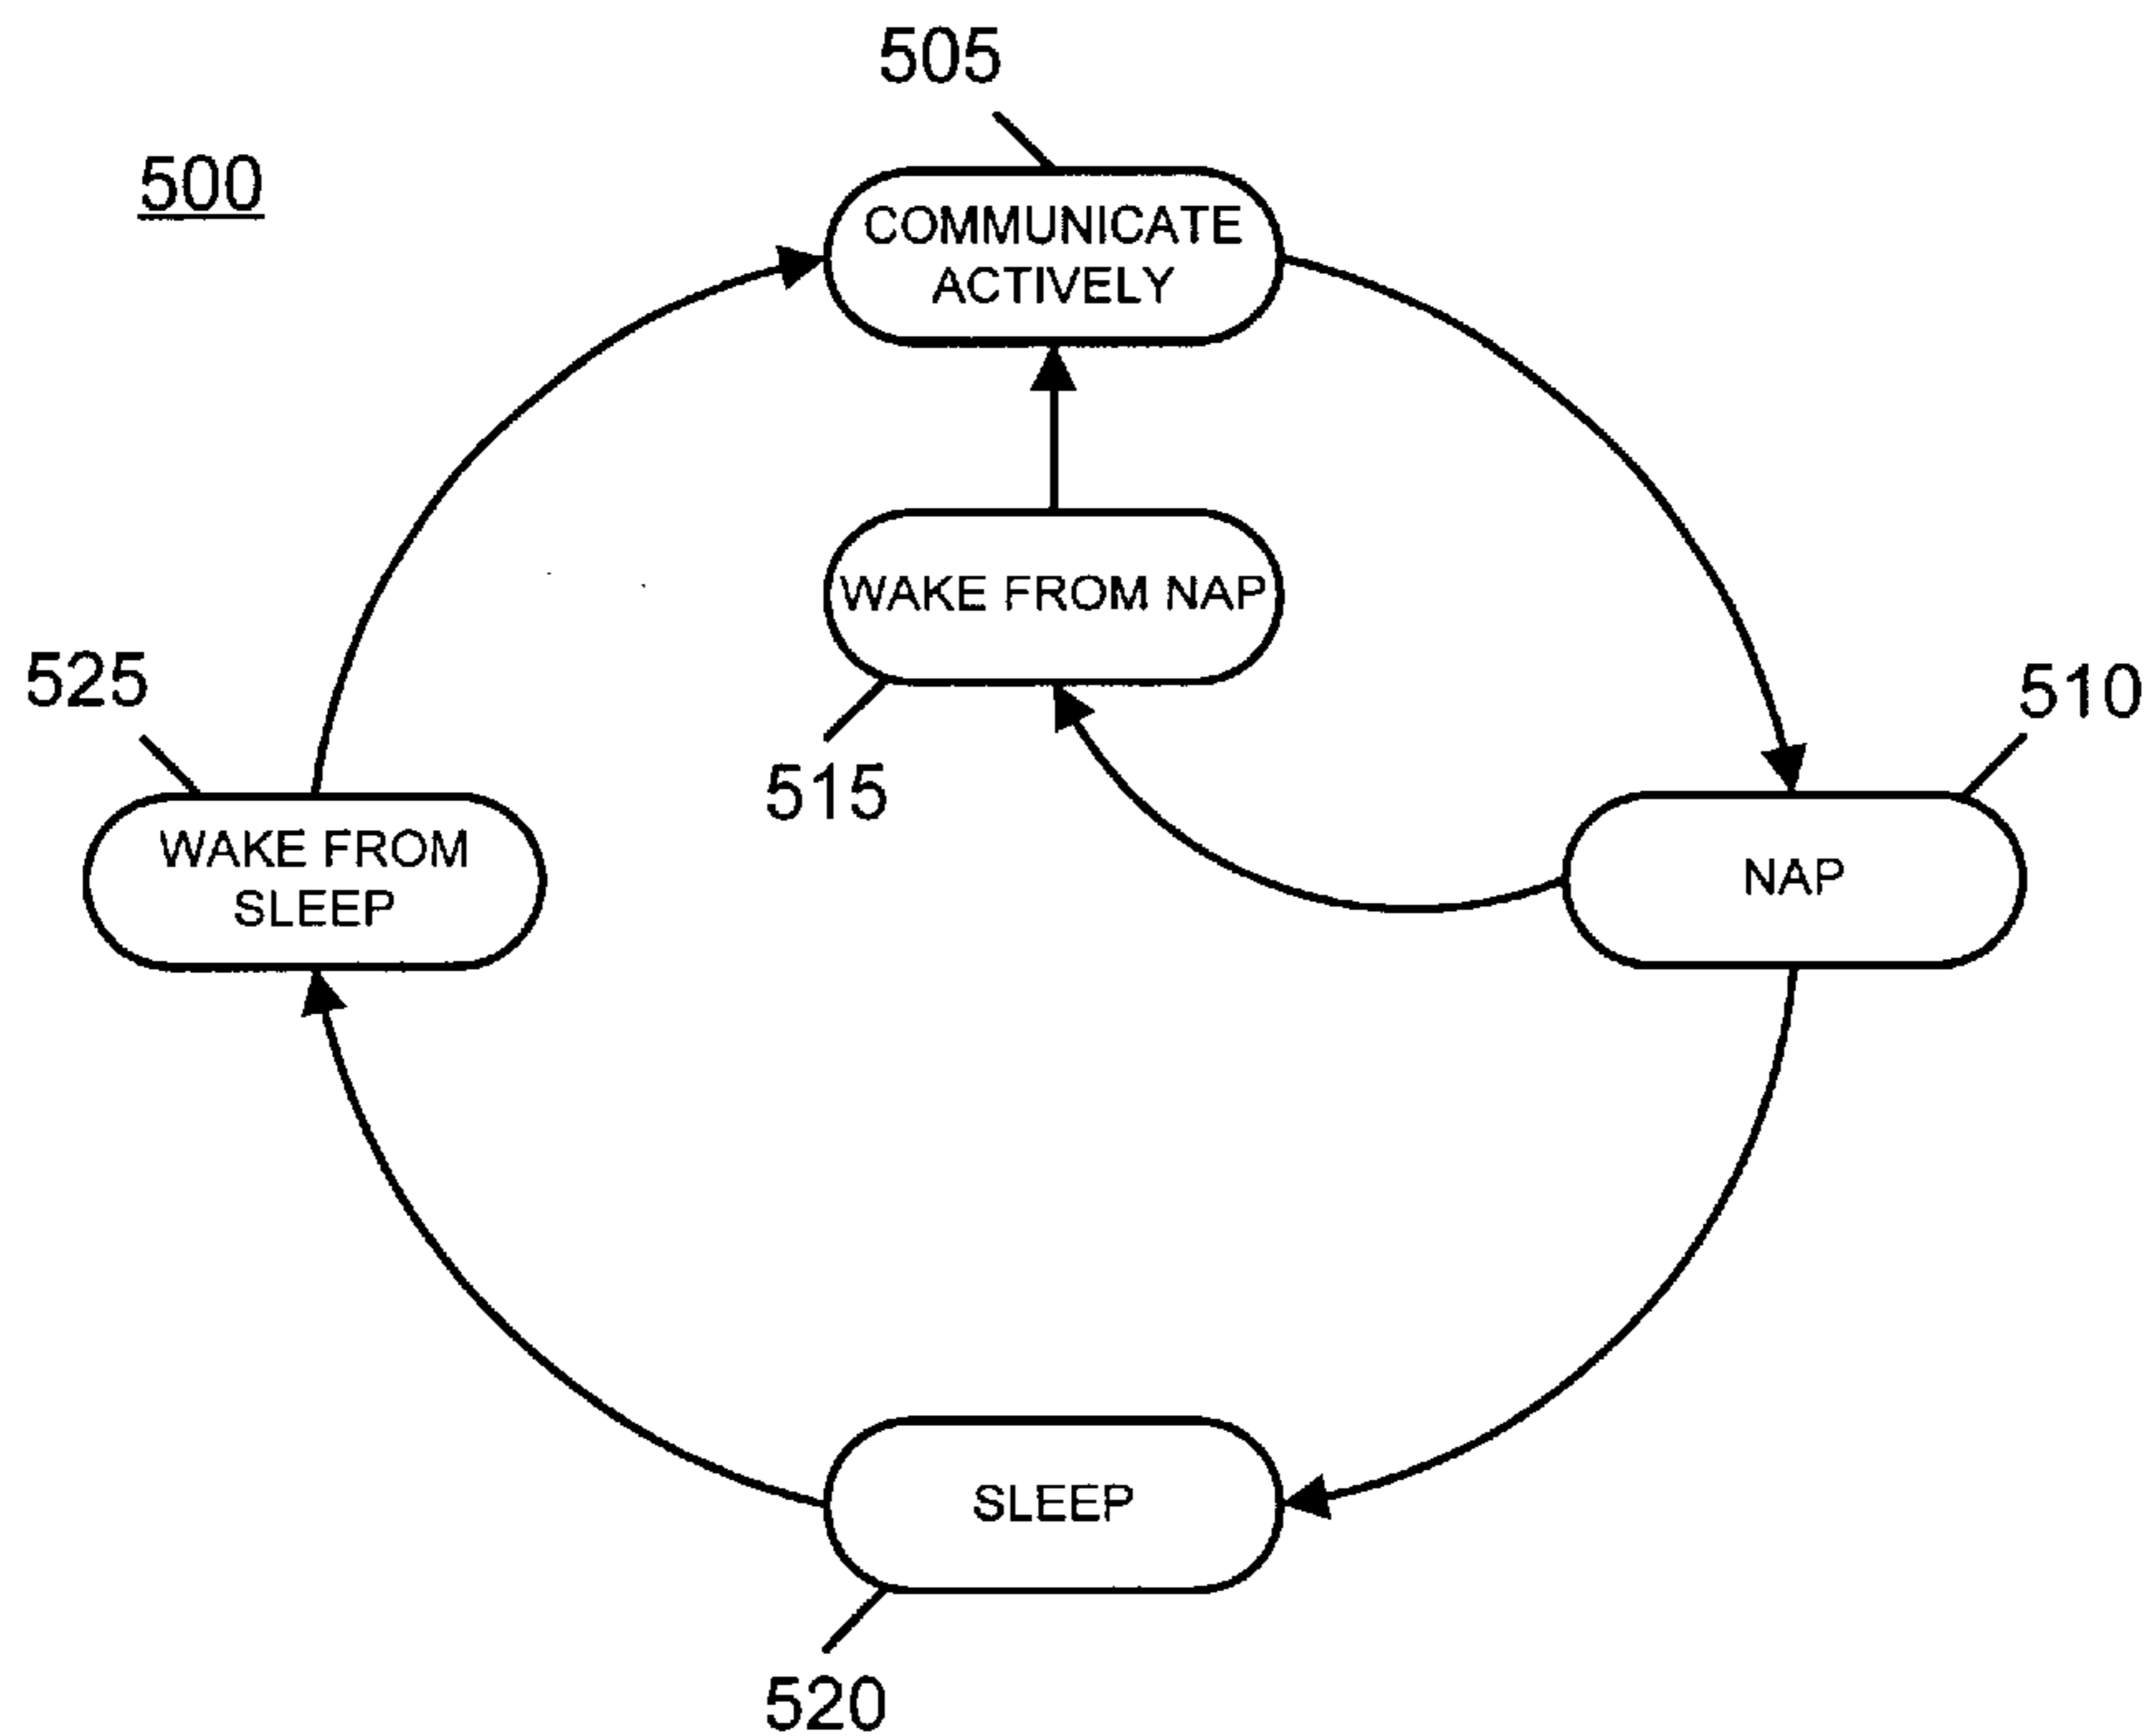 505
500
COMMUNICATE
ACTIVELY
WAKE FROM NAP
525
510
515
WAKE FROM
SLEEP
NAP
SLEEP
520